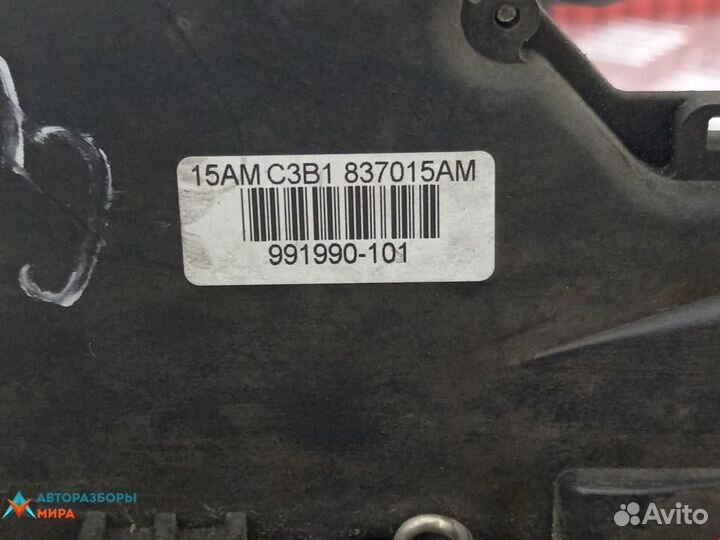 15AM C3B1 837015AM
991990-101
АВТОРАЗБОРЫ
МИРА
Avito